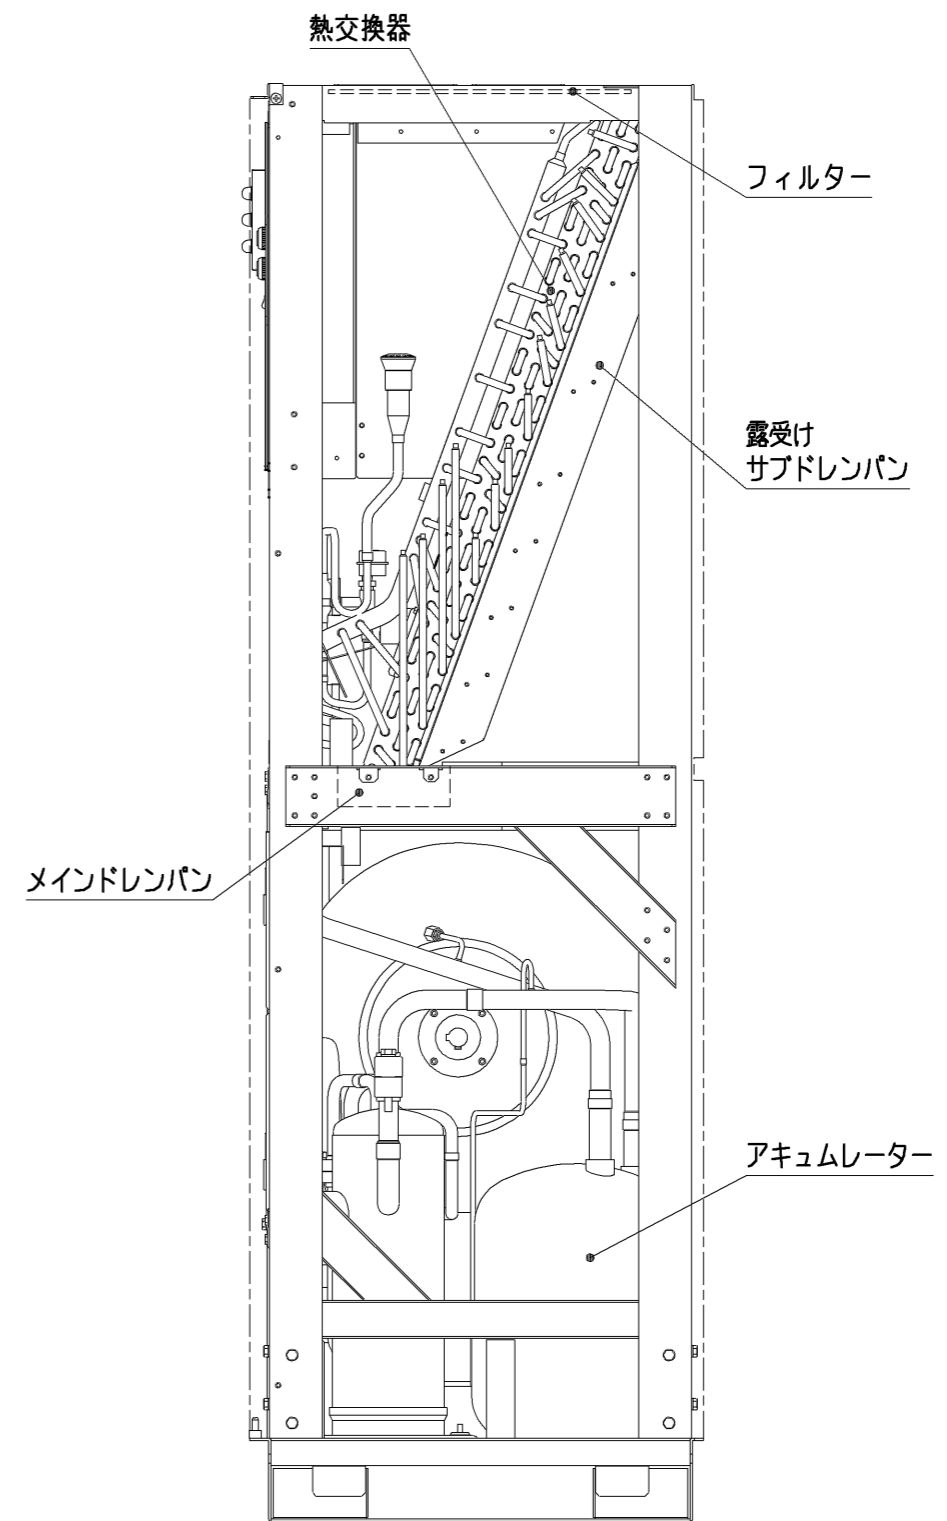 熱交換器
フィルター
露受け
サブドレンパン
メインドレンパン
アキュムレーター